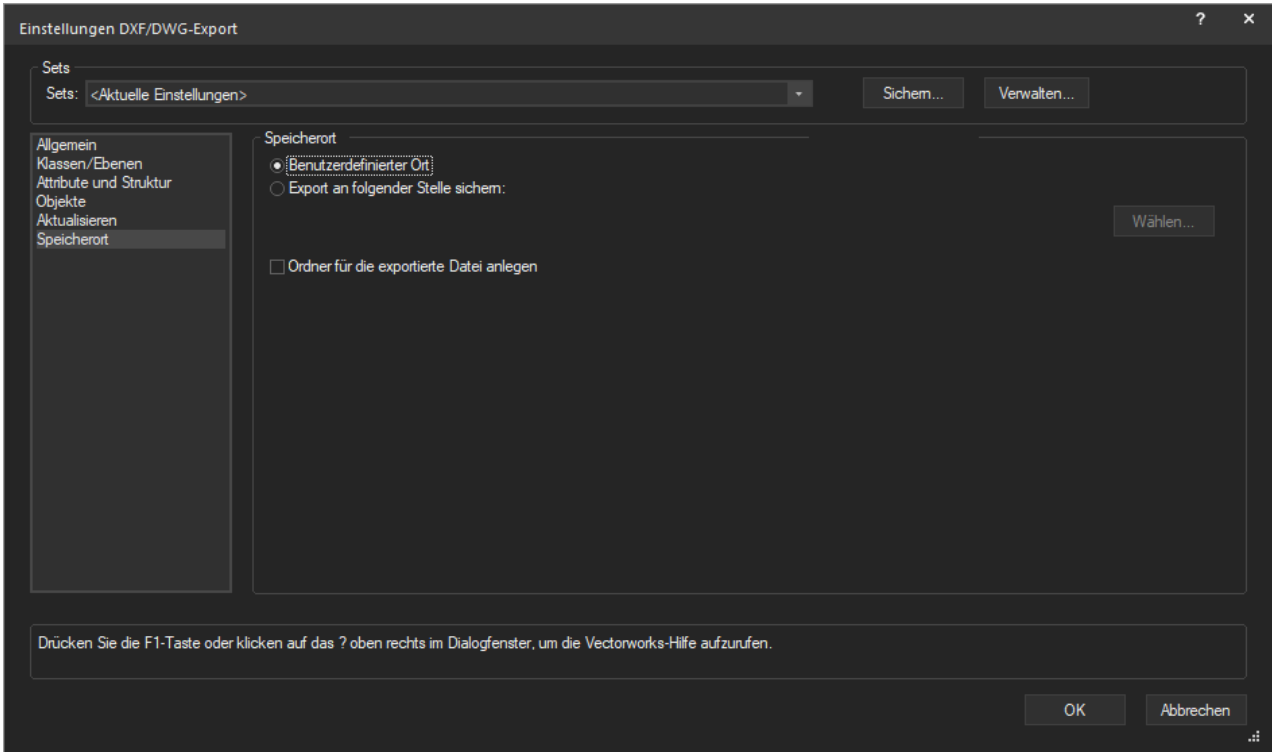 Einstellungen DXF/DWG-Export
?
Sets
Sets: <Aktuelle Einstellungen>
Sichern...
Verwalten...
Allgemein
Klassen/Ebenen
Attribute und Struktur
Objekte
Aktualisieren
Speicherort
Speicherort
Benutzerdefinierter Ort
Export an folgender Stelle sichern:
Wählen...
Ordner für die exportierte Datei anlegen
Drücken Sie die F1-Taste oder klicken auf das ? oben rechts im Dialogfenster, um die Vectorworks-Hilfe aufzurufen.
OK
Abbrechen